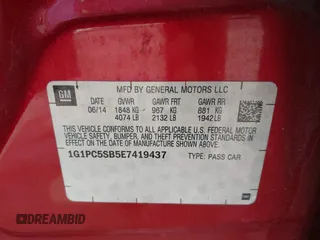 GM
MFD BY GENERAL MOTORS LLC
DATE GVWR GAWR FRT GAWR RR
06/14 1848 KG 967 KG 881 KG
4074 LB 2132 LB 1942 LB
THIS VEHICLE CONFORMS TO ALL APPLICABLE U.S. FEDERAL MOTOR VEHICLE
SAFETY, BUMPER, AND THEFT PREVENTION STANDARDS IN EFFECT ON THE
DATE OF MANUFACTURE SHOWN ABOVE.
1G1PC5SB5E7419437 TYPE: PASS CAR
DREAMBID